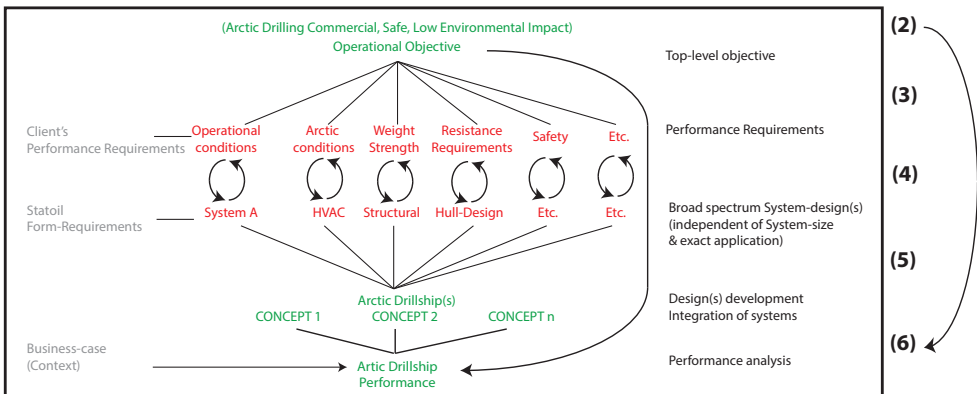 (Arctic Drilling Commercial, Safe, Low Environmental Impact)
Operational Objective
Top-level objective
(2)
(3)
Client's
Performance Requirements
Operational
conditions
Arctic
conditions
Weight
Strength
Resistance
Requirements
Safety
Etc.
Performance Requirements
(4)
Statoil
Form-Requirements
System A
HVAC
Structural
Hull-Design
Etc.
Etc.
Broad spectrum System-design(s)
(independent of System-size
& exact application)
(5)
Arctic Drillship(s)
CONCEPT 1
CONCEPT 2
CONCEPT n
Design(s) development
Integration of systems
(6)
Business-case
(Context)
Artic Drillship
Performance
Performance analysis